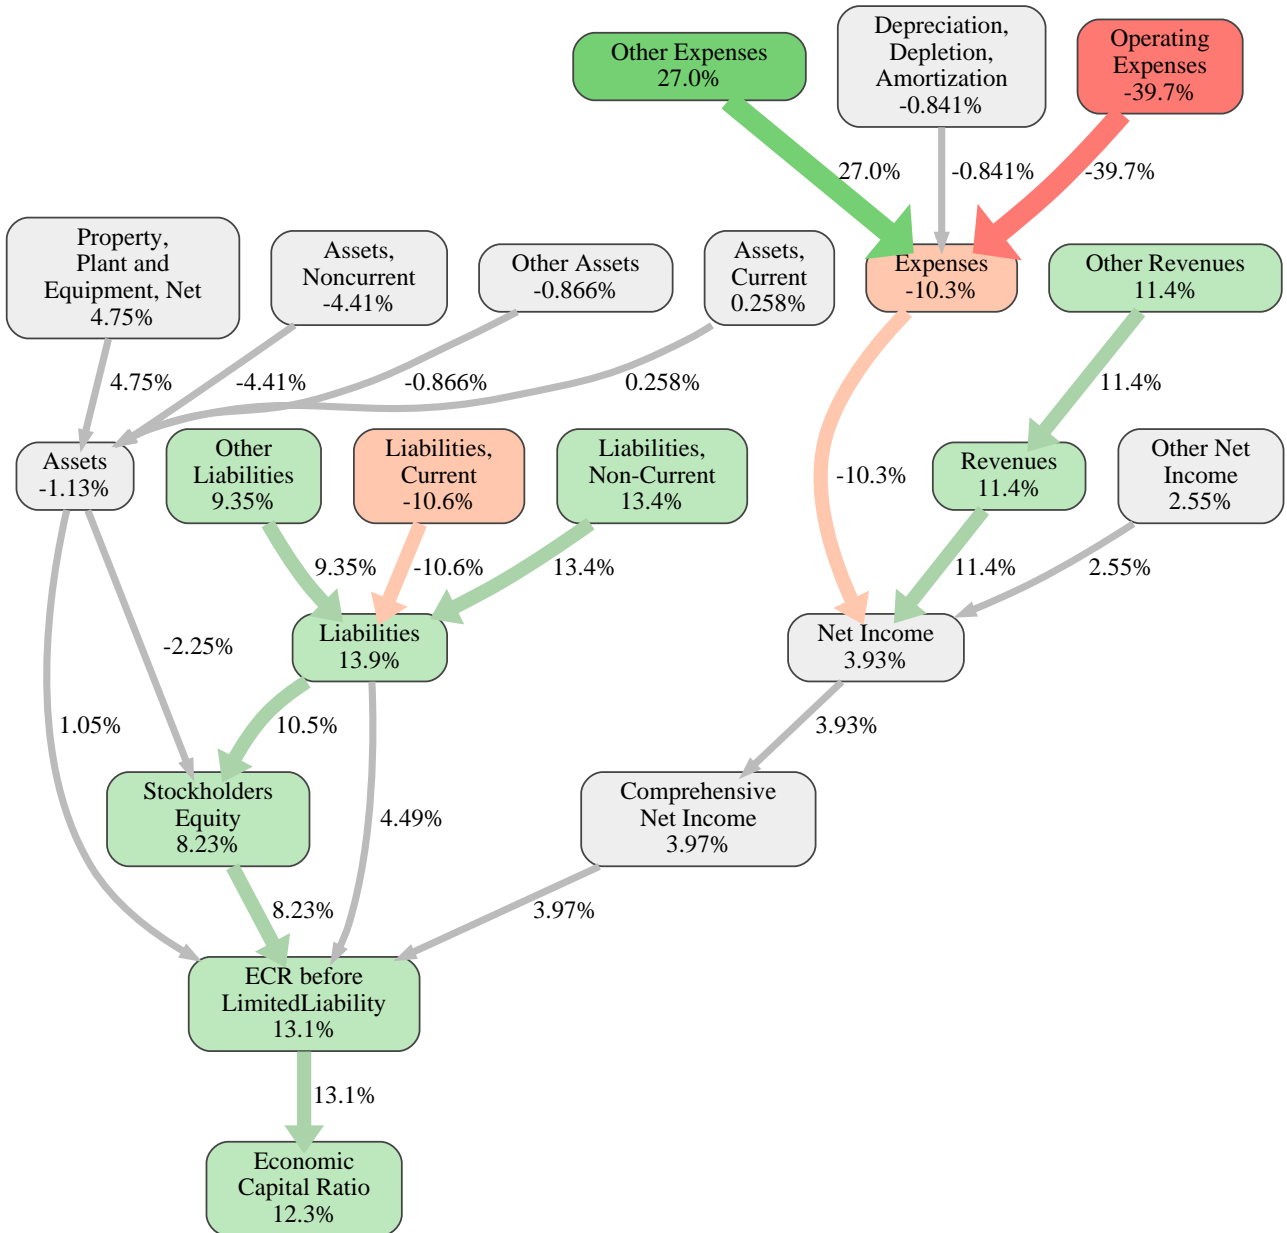 Other Expenses
27.0%
Depreciation,
Depletion,
Amortization
-0.841%
Operating
Expenses
-39.7%
27.0%
-0.841%
-39.7%
Property,
Plant and
Equipment, Net
4.75%
Assets,
Noncurrent
-4.41%
Other Assets
-0.866%
Assets,
Current
0.258%
Expenses
-10.3%
Other Revenues
11.4%
4.75%
-4.41%
-0.866%
0.258%
11.4%
Assets
-1.13%
Other
Liabilities
9.35%
Liabilities,
Current
-10.6%
Liabilities,
Non-Current
13.4%
-10.3%
Revenues
11.4%
Other Net
Income
2.55%
9.35%
-10.6%
13.4%
11.4%
2.55%
-2.25%
Liabilities
13.9%
Net Income
3.93%
1.05%
10.5%
3.93%
Stockholders
Equity
8.23%
4.49%
Comprehensive
Net Income
3.97%
8.23%
3.97%
ECR before
LimitedLiability
13.1%
13.1%
Economic
Capital Ratio
12.3%